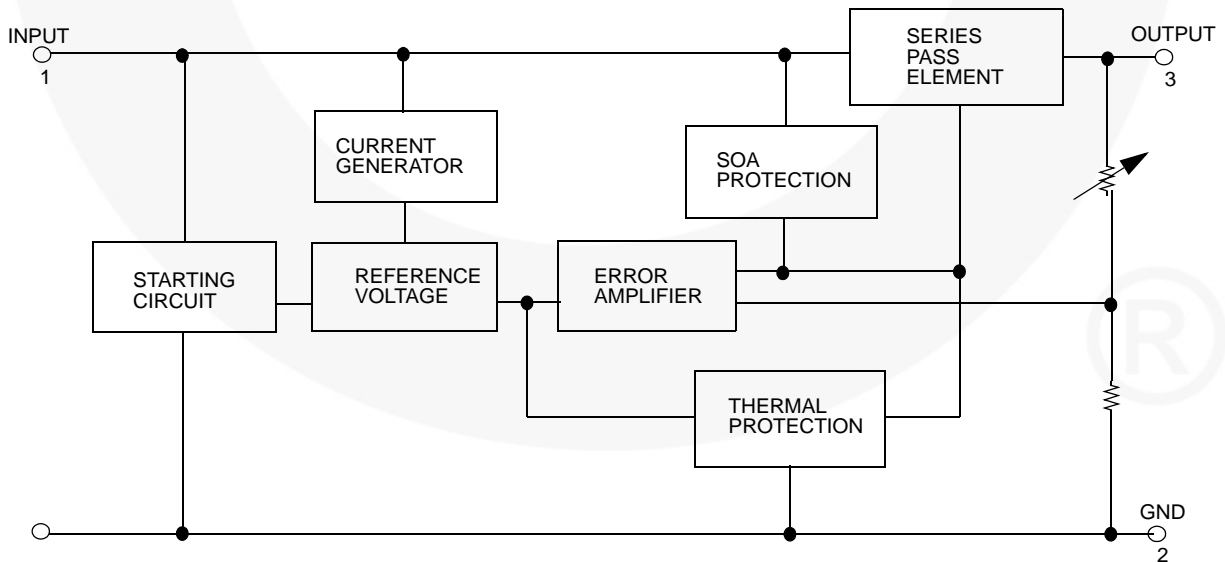 INPUT
1
SERIES
PASS
ELEMENT
OUTPUT
3
CURRENT
GENERATOR
SOA
PROTECTION
STARTING
CIRCUIT
REFERENCE
VOLTAGE
ERROR
AMPLIFIER
®
THERMAL
PROTECTION
GND
2